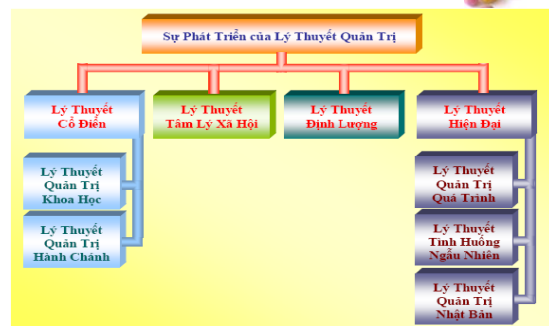 Sự Phát Triển của Lý Thuyết Quản Trị
Lý Thuyết
Cổ Điển
Lý Thuyết
Tâm Lý Xã Hội
Lý Thuyết
Định Lượng
Lý Thuyết
Hiện Đại
Lý Thuyết
Quản Trị
Khoa Học
Lý Thuyết
Quản Trị
Hành Chánh
Lý Thuyết
Quản Trị
Quá Trình
Lý Thuyết
Tình Huống
Ngẫu Nhiên
Lý Thuyết
Quản Trị
Nhật Bản